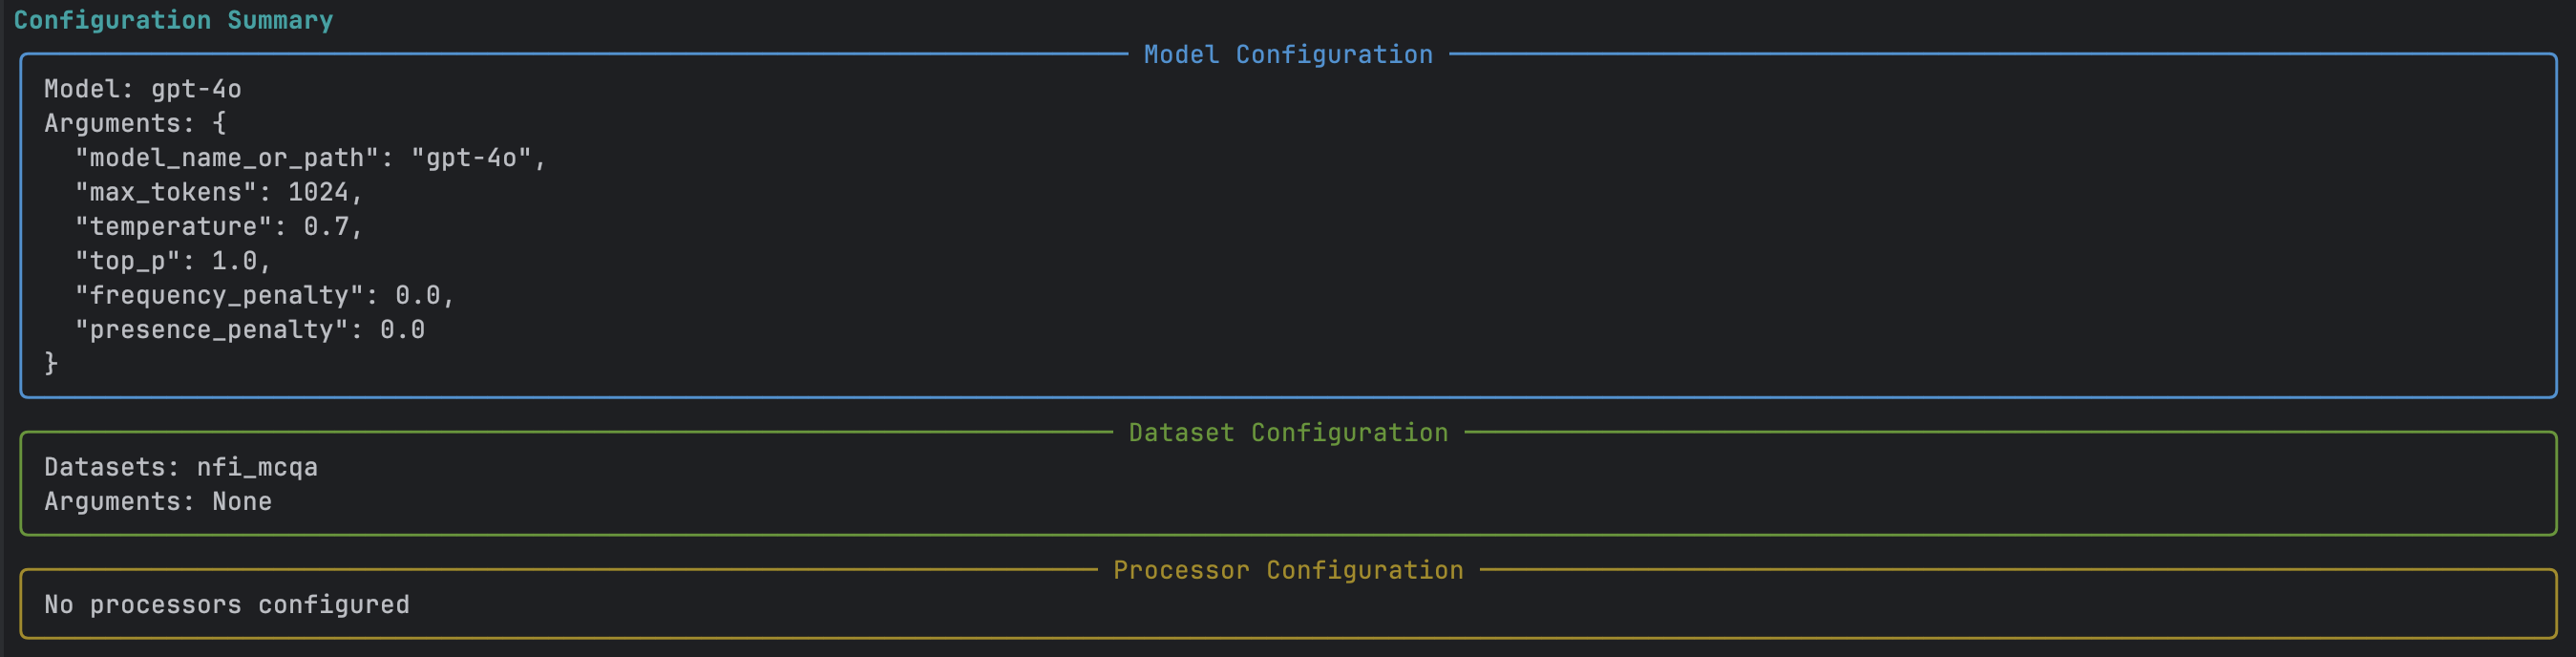 Configuration Summary
Model Configuration
Model: gpt-4o
Arguments: {
  "model_name_or_path": "gpt-4o",
  "max_tokens": 1024,
  "temperature": 0.7,
  "top_p": 1.0,
  "frequency_penalty": 0.0,
  "presence_penalty": 0.0
}
Dataset Configuration
Datasets: nfi_mcqa
Arguments: None
Processor Configuration
No processors configured